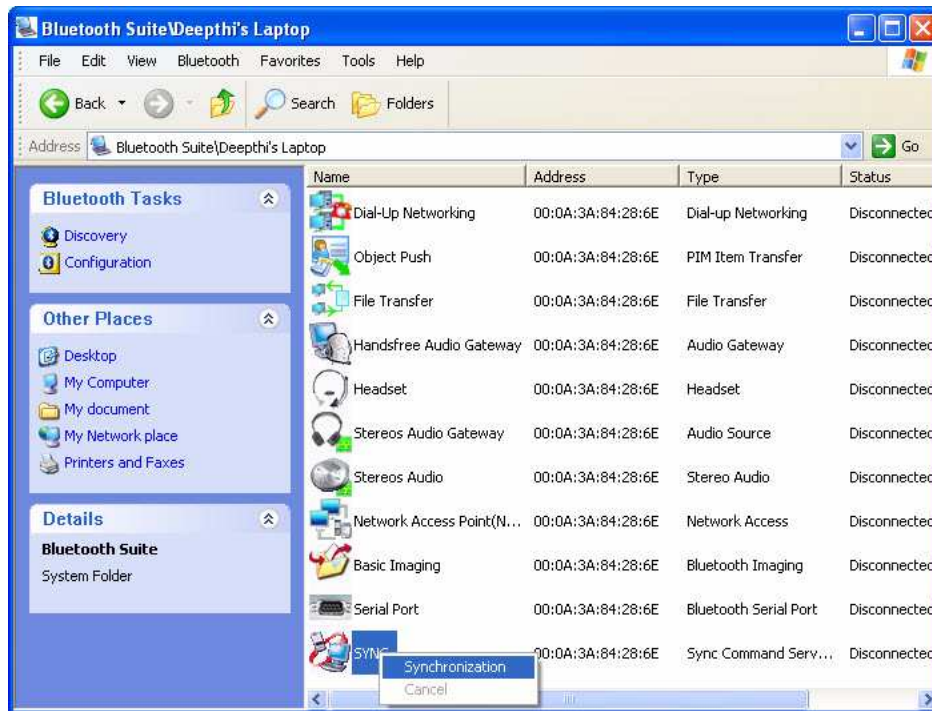 Bluetooth Suite\Deepthi's Laptop
File Edit View Bluetooth Favorites Tools Help
Back Search Folders
Address Bluetooth Suite\Deepthi's Laptop Go
Bluetooth Tasks
Discovery
Configuration
Other Places
Desktop
My Computer
My document
My Network place
Printers and Faxes
Details
Bluetooth Suite
System Folder
Name Address Type Status
Dial-Up Networking 00:0A:3A:84:28:6E Dial-up Networking Disconnected
Object Push 00:0A:3A:84:28:6E PIM Item Transfer Disconnected
File Transfer 00:0A:3A:84:28:6E File Transfer Disconnected
Handsfree Audio Gateway 00:0A:3A:84:28:6E Audio Gateway Disconnected
Headset 00:0A:3A:84:28:6E Headset Disconnected
Stereos Audio Gateway 00:0A:3A:84:28:6E Audio Source Disconnected
Stereos Audio 00:0A:3A:84:28:6E Stereo Audio Disconnected
Network Access Point(N... 00:0A:3A:84:28:6E Network Access Disconnected
Basic Imaging 00:0A:3A:84:28:6E Bluetooth Imaging Disconnected
Serial Port 00:0A:3A:84:28:6E Bluetooth Serial Port Disconnected
SYNC 00:0A:3A:84:28:6E Sync Command Serv... Disconnected
Synchronization
Cancel